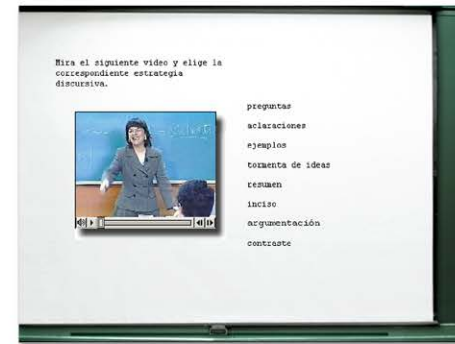 Mira el siguiente video y elige la
correspondiente estrategia
discursiva.
preguntas
aclaraciones
ejemplos
tormenta de ideas
resumen
inciso
argumentación
contraste